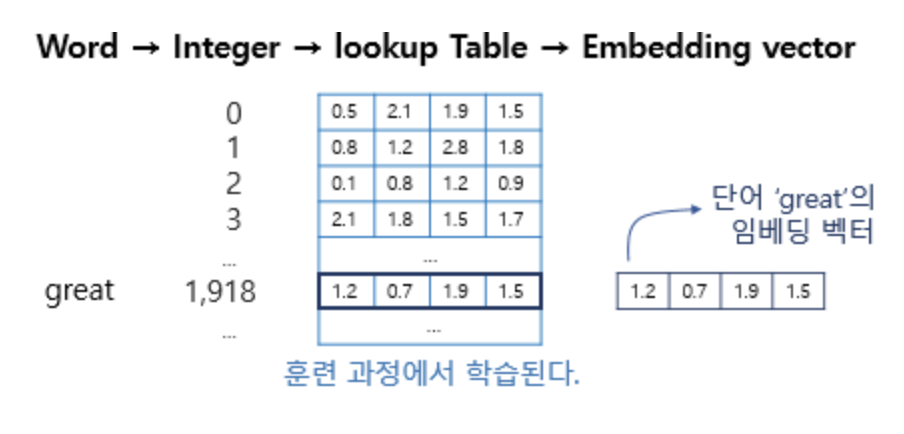 Word → Integer → lookup Table → Embedding vector
0 0.5 2.1 1.9 1.5
1 0.8 1.2 2.8 1.8
2 0.1 0.8 1.2 0.9
3 2.1 1.8 1.5 1.7
... ...
great 1,918 1.2 0.7 1.9 1.5
... ...
단어 ‘great’의
임베딩 벡터
1.2 0.7 1.9 1.5
훈련 과정에서 학습된다.